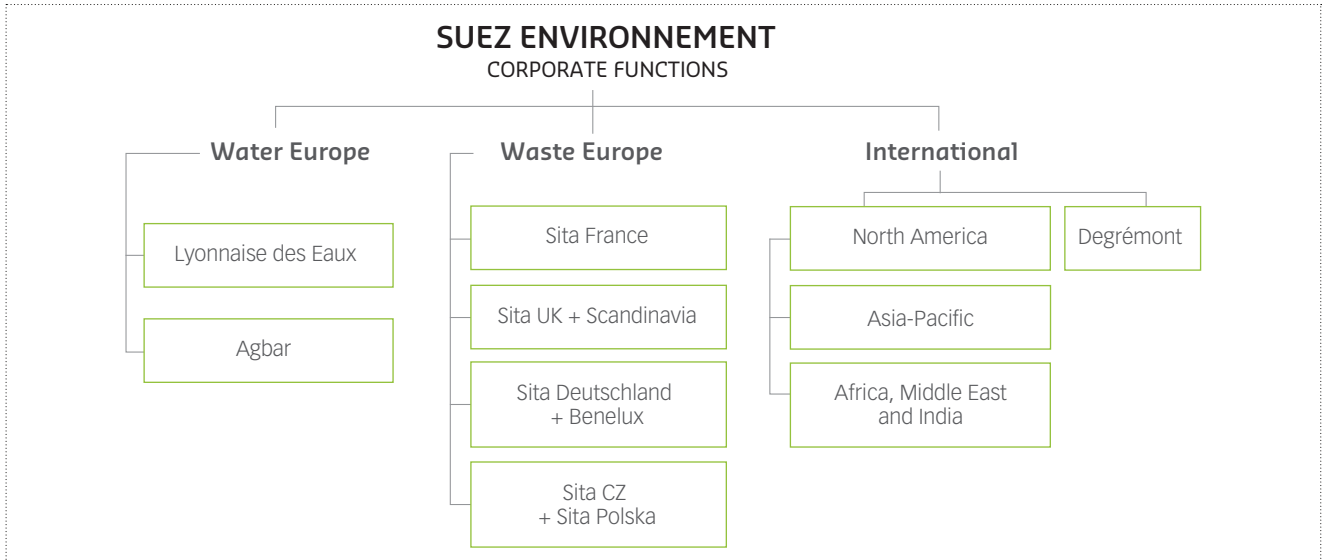 SUEZ ENVIRONNEMENT
CORPORATE FUNCTIONS
Water Europe
Lyonnaise des Eaux
Agbar
Waste Europe
Sita France
Sita UK + Scandinavia
Sita Deutschland
+ Benelux
Sita CZ
+ Sita Polska
International
North America
Asia-Pacific
Africa, Middle East
and India
Degrémont